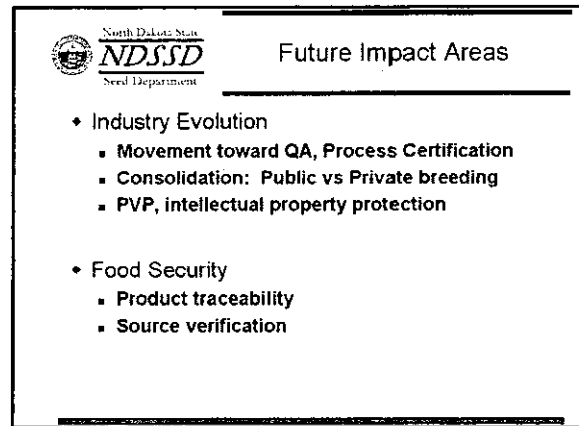 North Dakota State
NDSSD
Seed Department
Future Impact Areas
• Industry Evolution
▪ Movement toward QA, Process Certification
▪ Consolidation: Public vs Private breeding
▪ PVP, intellectual property protection
• Food Security
▪ Product traceability
▪ Source verification